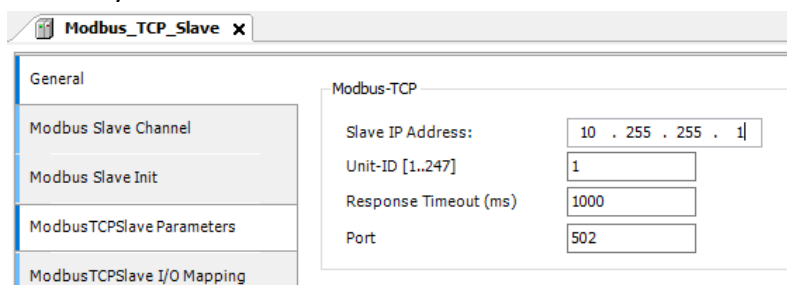 Modbus_TCP_Slave x
General
Modbus Slave Channel
Modbus Slave Init
ModbusTCPSlave Parameters
ModbusTCPSlave I/O Mapping
Modbus-TCP
Slave IP Address: 10 . 255 . 255 . 1
Unit-ID [1..247] 1
Response Timeout (ms) 1000
Port 502